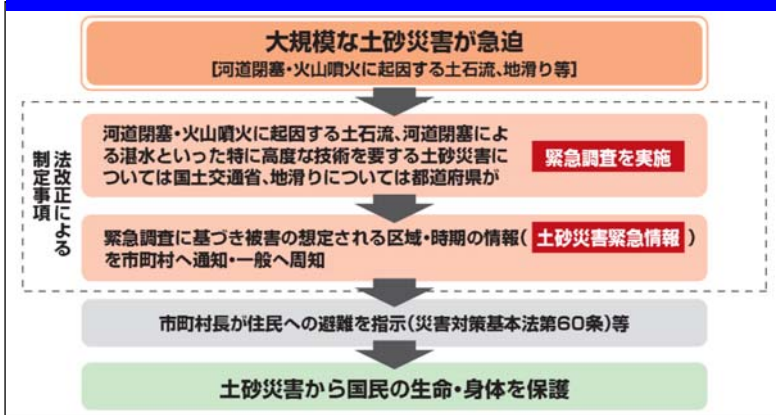 大規模な土砂災害が急迫
[河道閉塞・火山噴火に起因する土石流、地滑り等]
法改正による
制定事項
河道閉塞・火山噴火に起因する土石流、河道閉塞によ
る湛水といった特に高度な技術を要する土砂災害に
ついては国土交通省、地滑りについては都道府県が
緊急調査を実施
緊急調査に基づき被害の想定される区域・時期の情報(土砂災害緊急情報)
を市町村へ通知・一般へ周知
市町村長が住民への避難を指示(災害対策基本法第60条)等
土砂災害から国民の生命・身体を保護